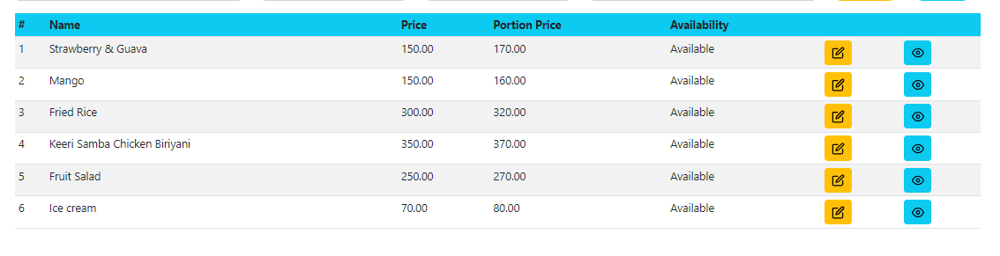 # Name Price Portion Price Availability
1 Strawberry & Guava 150.00 170.00 Available
2 Mango 150.00 160.00 Available
3 Fried Rice 300.00 320.00 Available
4 Keeri Samba Chicken Biriyani 350.00 370.00 Available
5 Fruit Salad 250.00 270.00 Available
6 Ice cream 70.00 80.00 Available